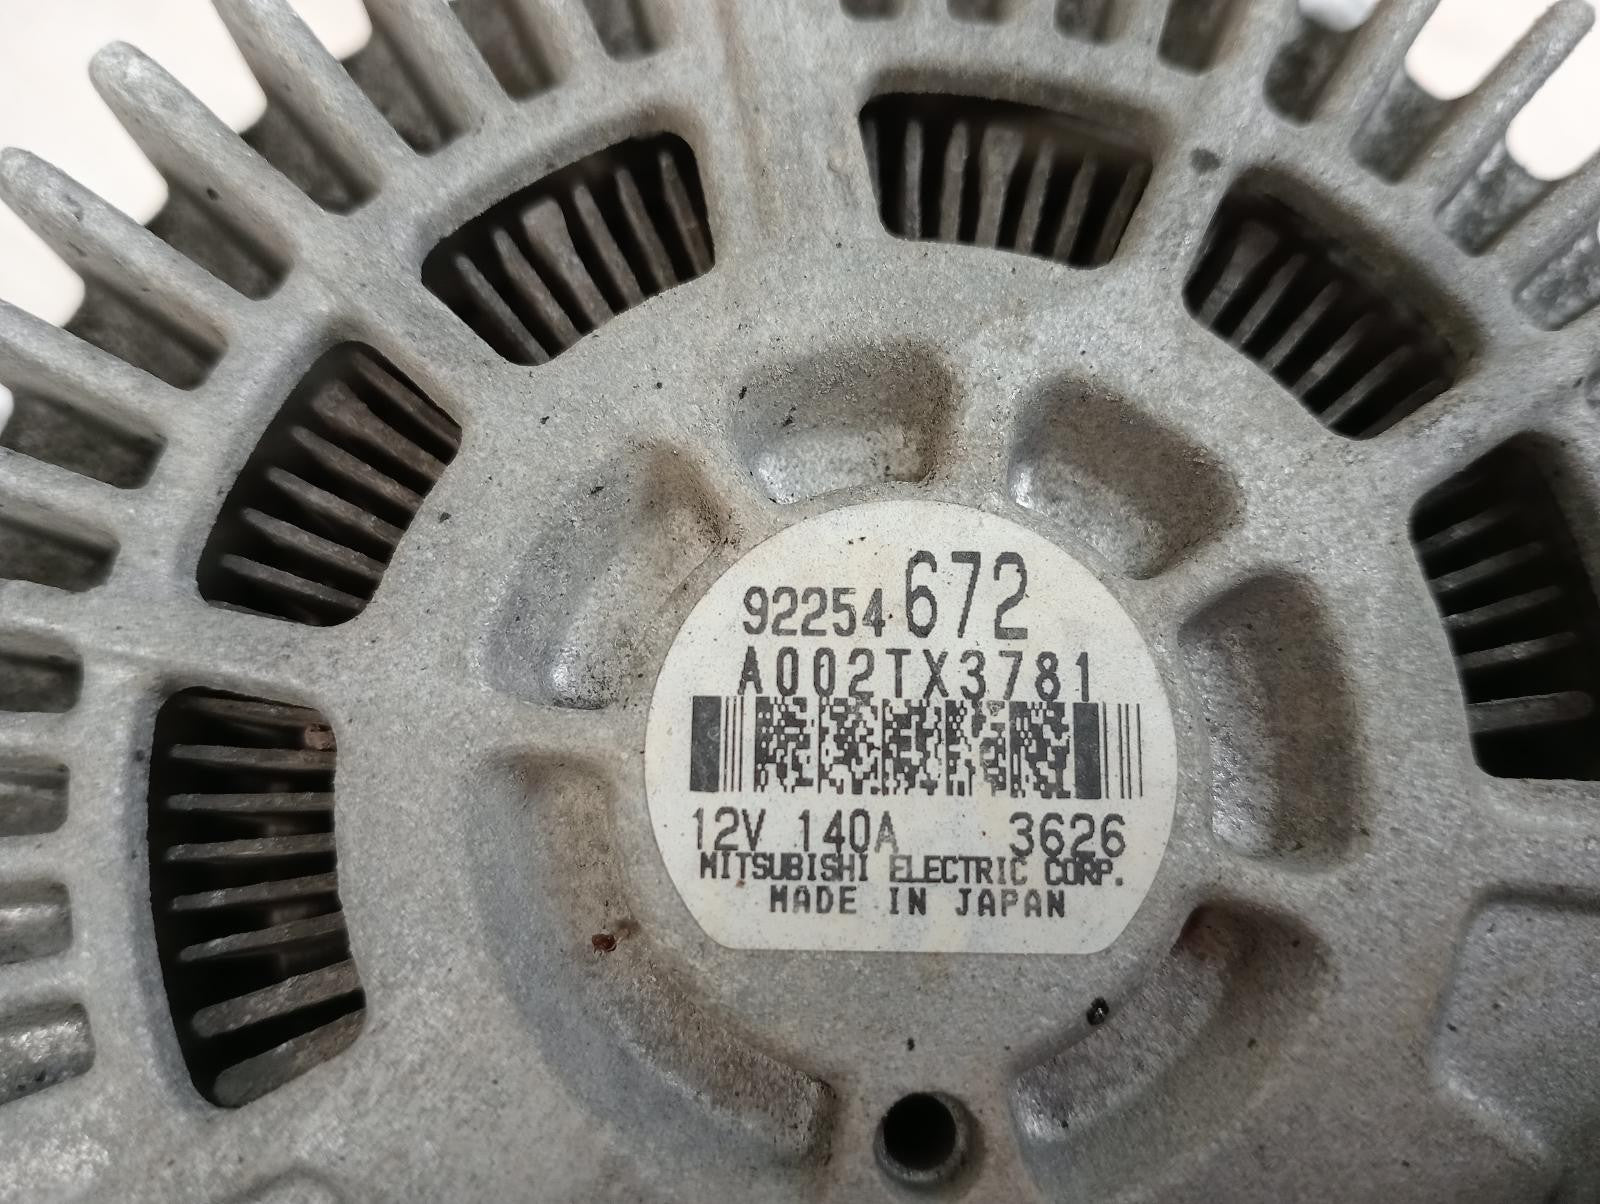 92254 672
A002TX3781
12V 140A 3626
MITSUBISHI ELECTRIC CORP.
MADE IN JAPAN